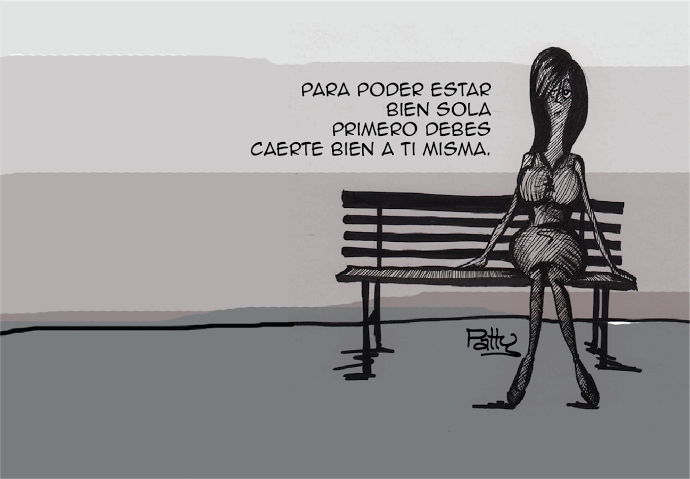 PARA PODER ESTAR
BIEN SOLA
PRIMERO DEBES
CAERTE BIEN A TI MISMA.
Patty